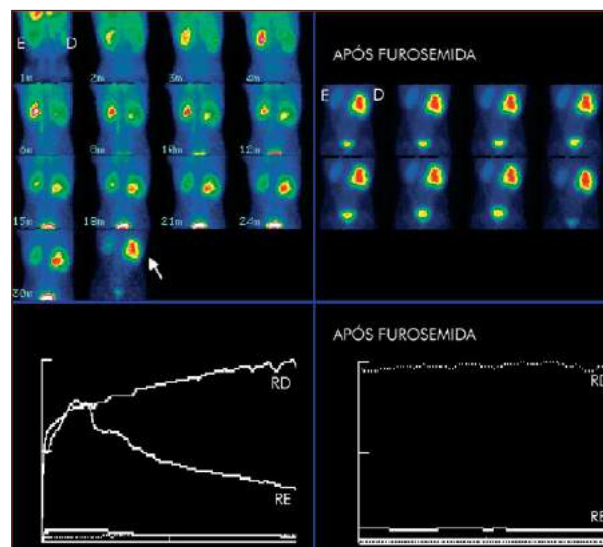 E D
1m 2m 3m 4m
6m 8m 10m 12m
15m 18m 21m 24m
30m
APÓS FUROSEMIDA
E D
RD
RE
APÓS FUROSEMIDA
RD
RE